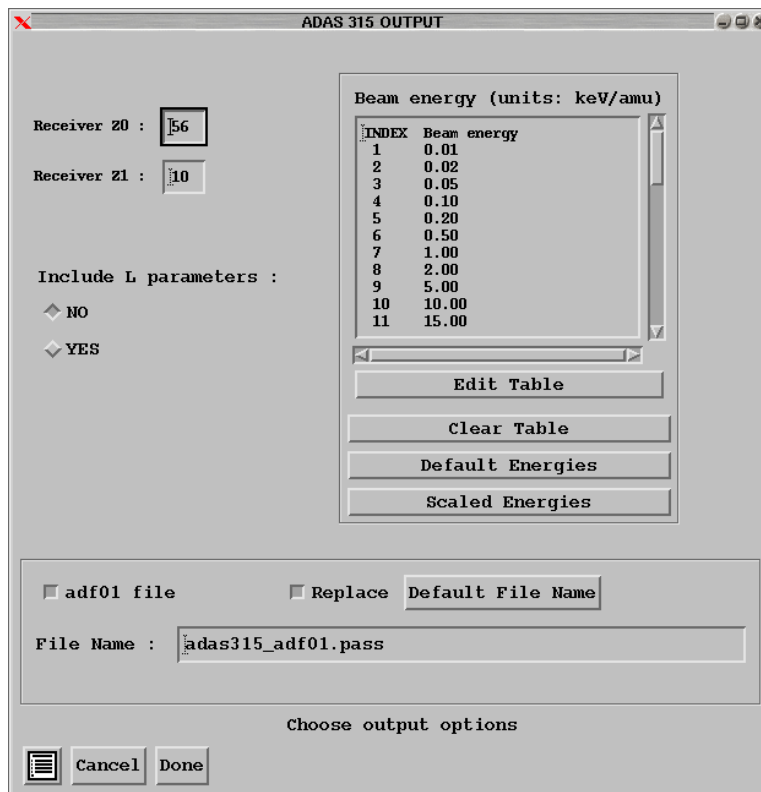 ADAS 315 OUTPUT
Receiver Z0 : 56
Receiver Z1 : 10
Include L parameters :
NO
YES
Beam energy (units: keV/amu)
INDEX Beam energy
1 0.01
2 0.02
3 0.05
4 0.10
5 0.20
6 0.50
7 1.00
8 2.00
9 5.00
10 10.00
11 15.00
Edit Table
Clear Table
Default Energies
Scaled Energies
adf01 file Replace Default File Name
File Name : adas315_adf01.pass
Choose output options
Cancel Done